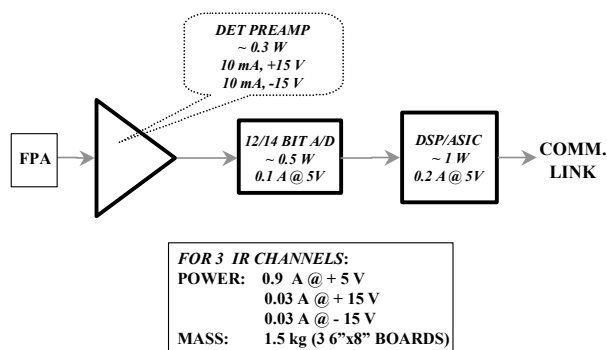 DET PREAMP
~ 0.3 W
10 mA, +15 V
10 mA, -15 V
FPA
12/14 BIT A/D
~ 0.5 W
0.1 A @ 5V
DSP/ASIC
~ 1 W
0.2 A @ 5V
COMM.
LINK
FOR 3 IR CHANNELS:
POWER: 0.9 A @ + 5 V
0.03 A @ + 15 V
0.03 A @ - 15 V
MASS: 1.5 kg (3 6”x8” BOARDS)